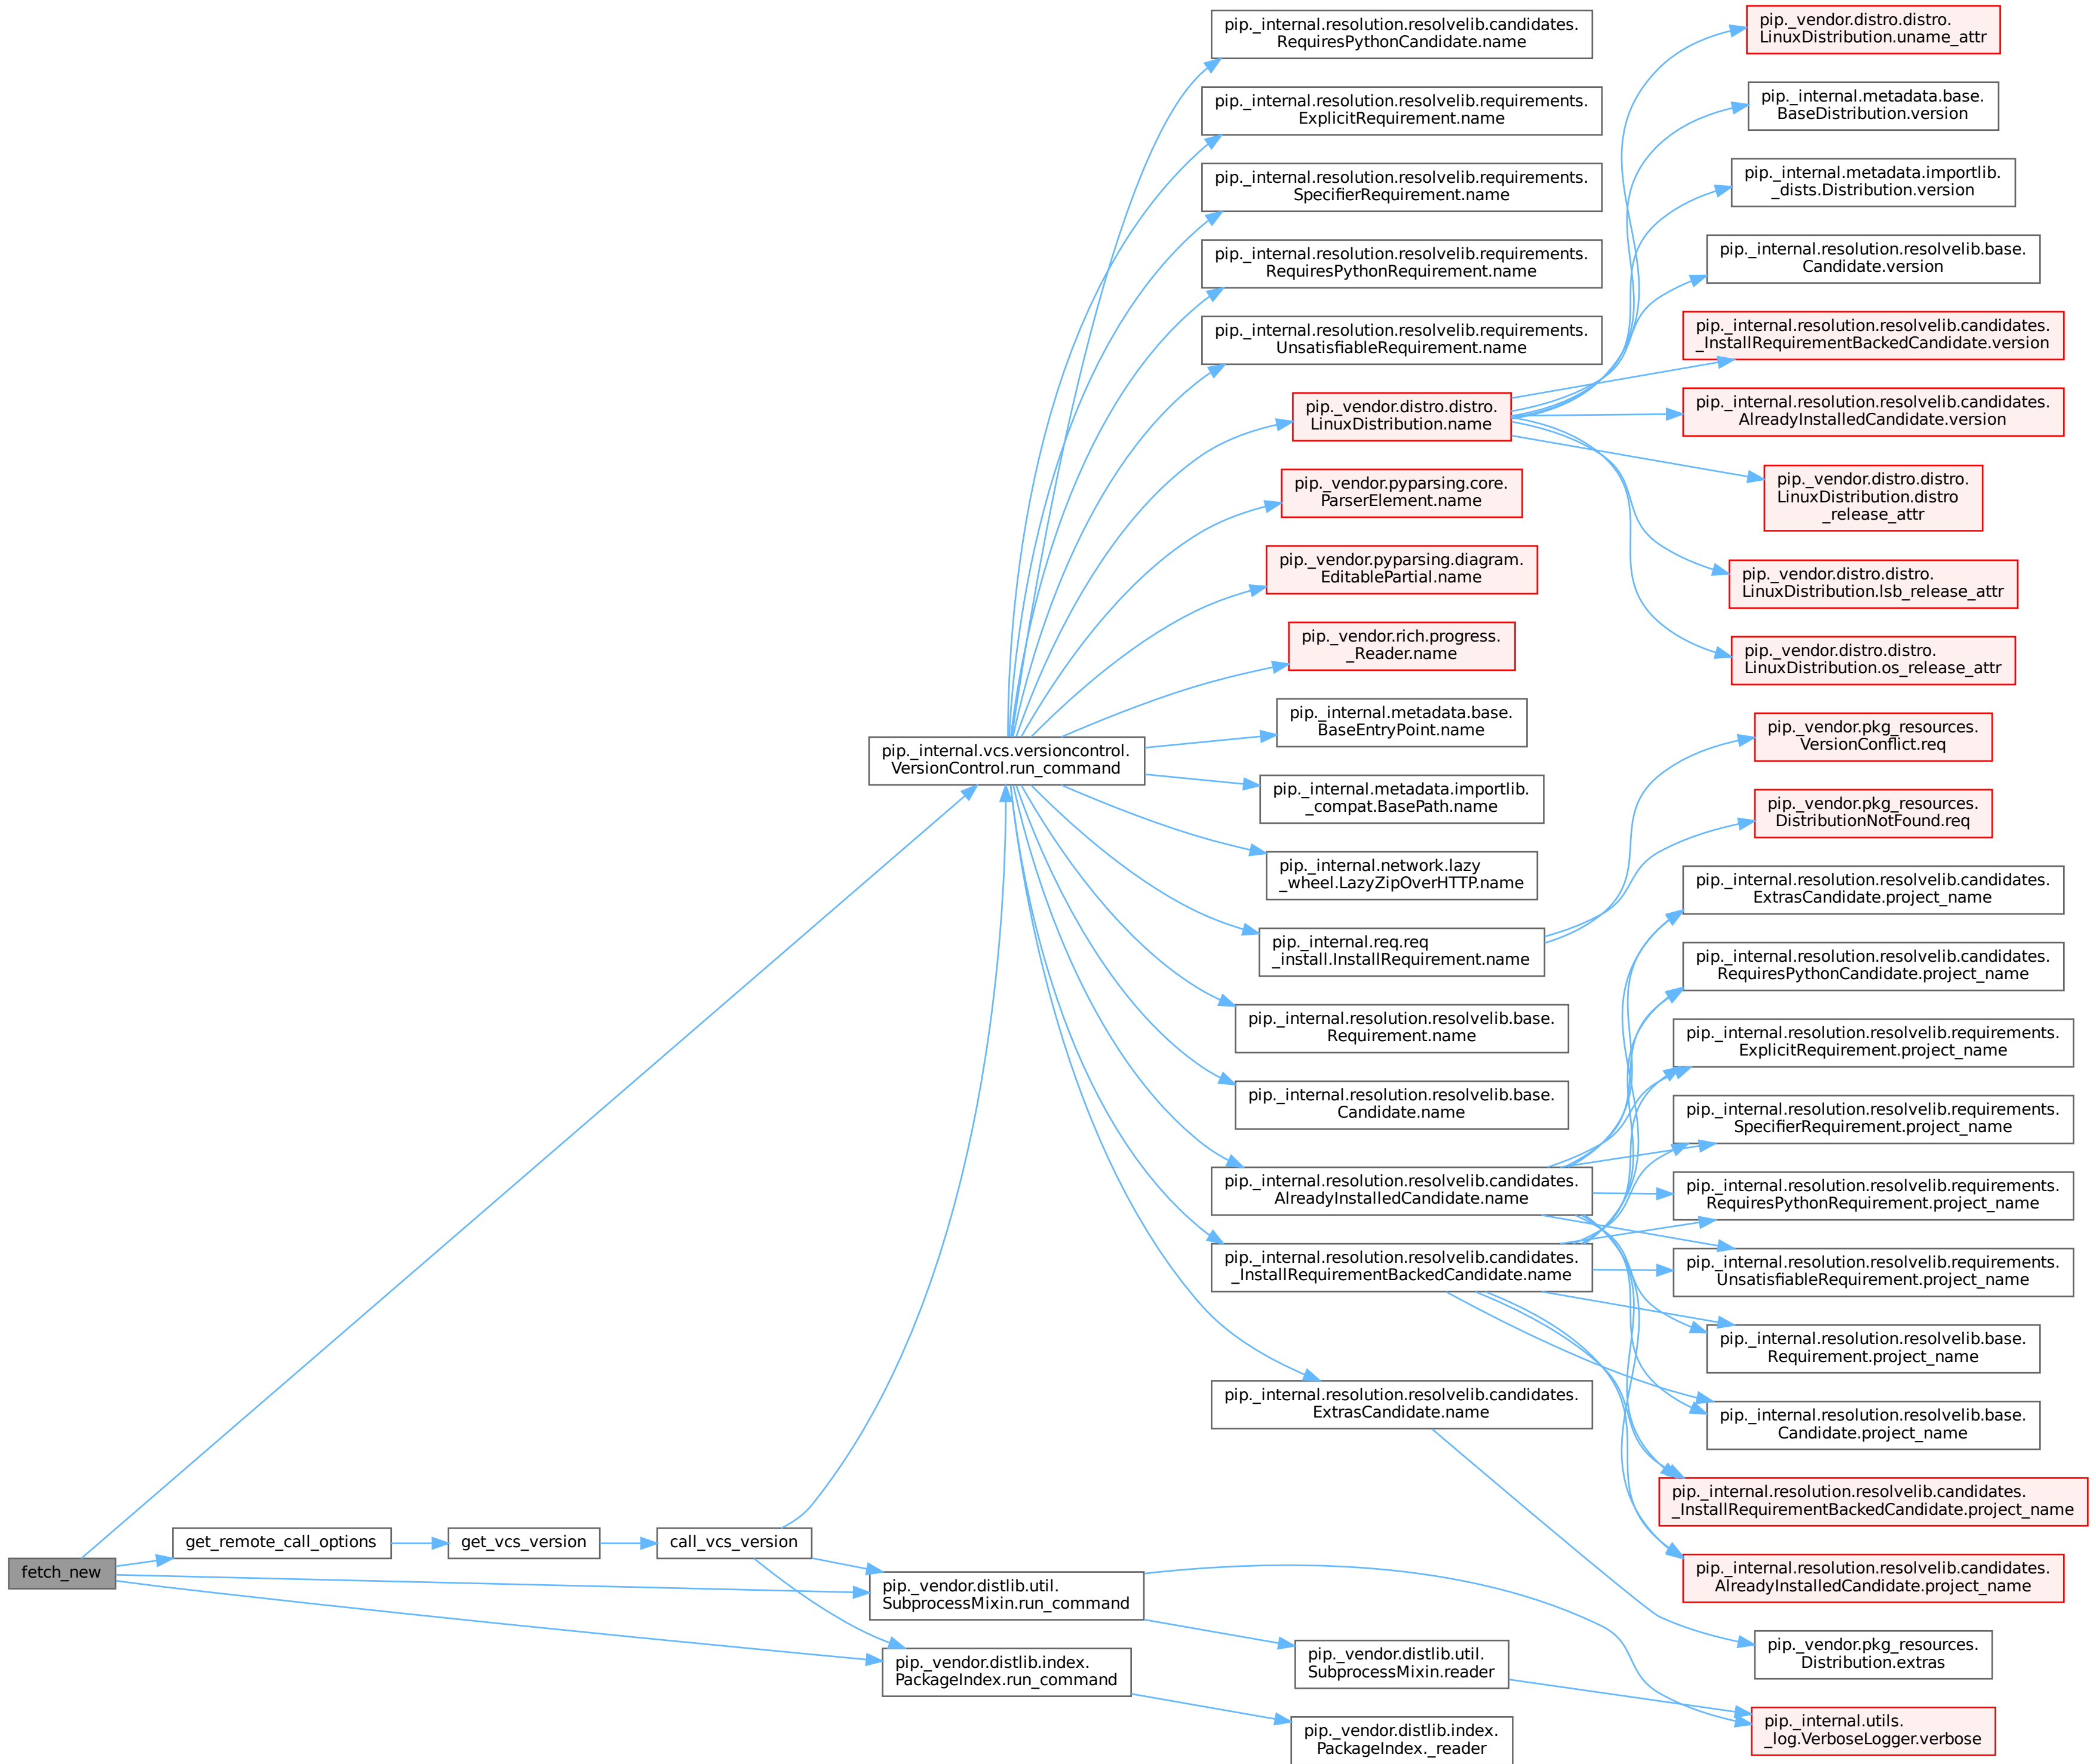 fetch_new
get_remote_call_options
get_vcs_version
call_vcs_version
pip._internal.vcs.versioncontrol.
VersionControl.run_command
pip._vendor.distlib.util.
SubprocessMixin.run_command
pip._vendor.distlib.index.
PackageIndex.run_command
pip._internal.resolution.resolvelib.candidates.
RequiresPythonCandidate.name
pip._internal.resolution.resolvelib.requirements.
ExplicitRequirement.name
pip._internal.resolution.resolvelib.requirements.
SpecifierRequirement.name
pip._internal.resolution.resolvelib.requirements.
RequiresPythonRequirement.name
pip._internal.resolution.resolvelib.requirements.
UnsatisfiableRequirement.name
pip._vendor.distro.distro.
LinuxDistribution.name
pip._vendor.pyparsing.core.
ParserElement.name
pip._vendor.pyparsing.diagram.
EditablePartial.name
pip._vendor.rich.progress.
_Reader.name
pip._internal.metadata.base.
BaseEntryPoint.name
pip._internal.metadata.importlib.
_compat.BasePath.name
pip._internal.network.lazy
_wheel.LazyZipOverHTTP.name
pip._internal.req.req
_install.InstallRequirement.name
pip._internal.resolution.resolvelib.base.
Requirement.name
pip._internal.resolution.resolvelib.base.
Candidate.name
pip._internal.resolution.resolvelib.candidates.
AlreadyInstalledCandidate.name
pip._internal.resolution.resolvelib.candidates.
_InstallRequirementBackedCandidate.name
pip._internal.resolution.resolvelib.candidates.
ExtrasCandidate.name
pip._vendor.distlib.util.
SubprocessMixin.reader
pip._vendor.distlib.index.
PackageIndex._reader
pip._vendor.distro.distro.
LinuxDistribution.uname_attr
pip._internal.metadata.base.
BaseDistribution.version
pip._internal.metadata.importlib.
_dists.Distribution.version
pip._internal.resolution.resolvelib.base.
Candidate.version
pip._internal.resolution.resolvelib.candidates.
_InstallRequirementBackedCandidate.version
pip._internal.resolution.resolvelib.candidates.
AlreadyInstalledCandidate.version
pip._vendor.distro.distro.
LinuxDistribution.distro
_release_attr
pip._vendor.distro.distro.
LinuxDistribution.lsb_release_attr
pip._vendor.distro.distro.
LinuxDistribution.os_release_attr
pip._vendor.pkg_resources.
VersionConflict.req
pip._vendor.pkg_resources.
DistributionNotFound.req
pip._internal.resolution.resolvelib.candidates.
ExtrasCandidate.project_name
pip._internal.resolution.resolvelib.candidates.
RequiresPythonCandidate.project_name
pip._internal.resolution.resolvelib.requirements.
ExplicitRequirement.project_name
pip._internal.resolution.resolvelib.requirements.
SpecifierRequirement.project_name
pip._internal.resolution.resolvelib.requirements.
RequiresPythonRequirement.project_name
pip._internal.resolution.resolvelib.requirements.
UnsatisfiableRequirement.project_name
pip._internal.resolution.resolvelib.base.
Requirement.project_name
pip._internal.resolution.resolvelib.base.
Candidate.project_name
pip._internal.resolution.resolvelib.candidates.
_InstallRequirementBackedCandidate.project_name
pip._internal.resolution.resolvelib.candidates.
AlreadyInstalledCandidate.project_name
pip._vendor.pkg_resources.
Distribution.extras
pip._internal.utils.
_log.VerboseLogger.verbose